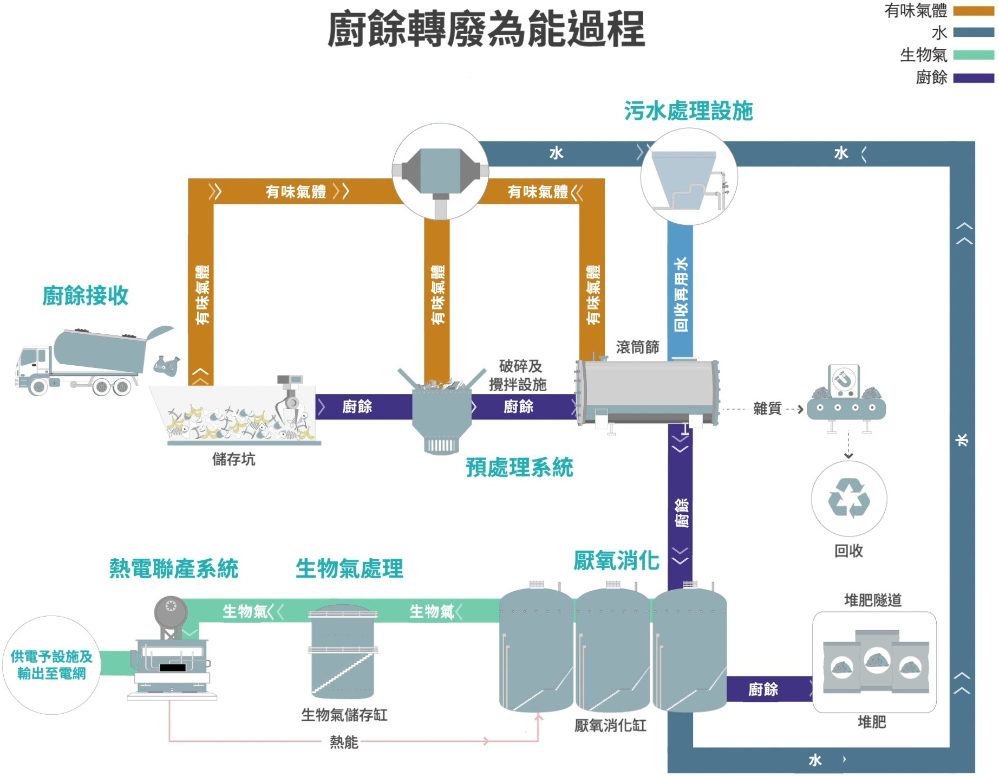 廚餘轉廢為能過程
有味氣體
水
生物氣
廚餘
污水處理設施
水
水
有味氣體
有味氣體
有味氣體
有味氣體
有味氣體
回收再用水
廚餘接收
滾筒篩
破碎及
攪拌設施
廚餘
廚餘
雜質
水
儲存坑
預處理系統
廚餘
回收
熱電聯產系統
生物氣處理
厭氧消化
生物氣
生物氣
堆肥隧道
供電予設施及
輸出至電網
廚餘
生物氣儲存缸
厭氧消化缸
堆肥
熱能
水